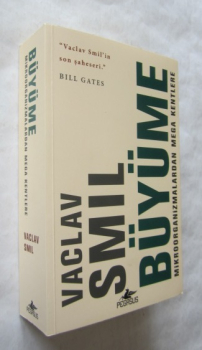 "Vaclav Smil'in
son şaheseri."
BILL GATES
VACLAV
SMIL
BÜYÜME
MİKROORGANİZMALARDAN MEGA KENTLERE
PEGASUS
BÜYÜME
MİKROORGANİZMALARDAN MEGA KENTLERE
VACLAV
SMIL
PEGASUS